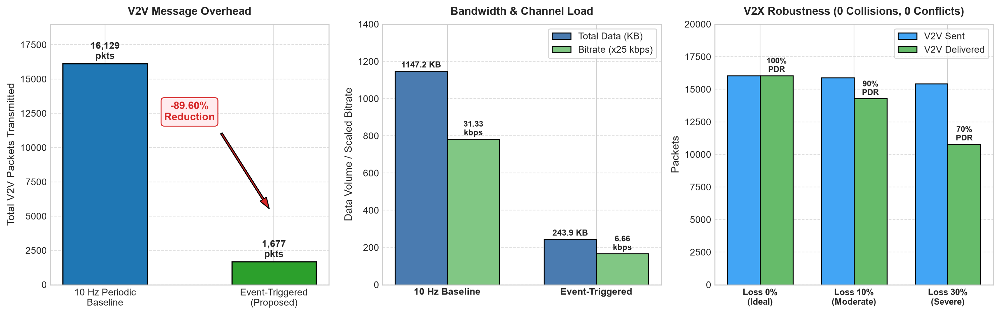 V2V Message Overhead
Total V2V Packets Transmitted
17500
15000
12500
10000
7500
5000
2500
0
16,129
pkts
-89.60%
Reduction
1,677
pkts
10 Hz Periodic
Baseline
Event-Triggered
(Proposed)
Bandwidth & Channel Load
Data Volume / Scaled Bitrate
1400
1200
1000
800
600
400
200
0
Total Data (KB)
Bitrate (x25 kbps)
1147.2 KB
31.33
kbps
243.9 KB
6.66
kbps
10 Hz Baseline
Event-Triggered
V2X Robustness (0 Collisions, 0 Conflicts)
Packets
20000
17500
15000
12500
10000
7500
5000
2500
0
V2V Sent
V2V Delivered
100%
PDR
90%
PDR
70%
PDR
Loss 0%
(Ideal)
Loss 10%
(Moderate)
Loss 30%
(Severe)